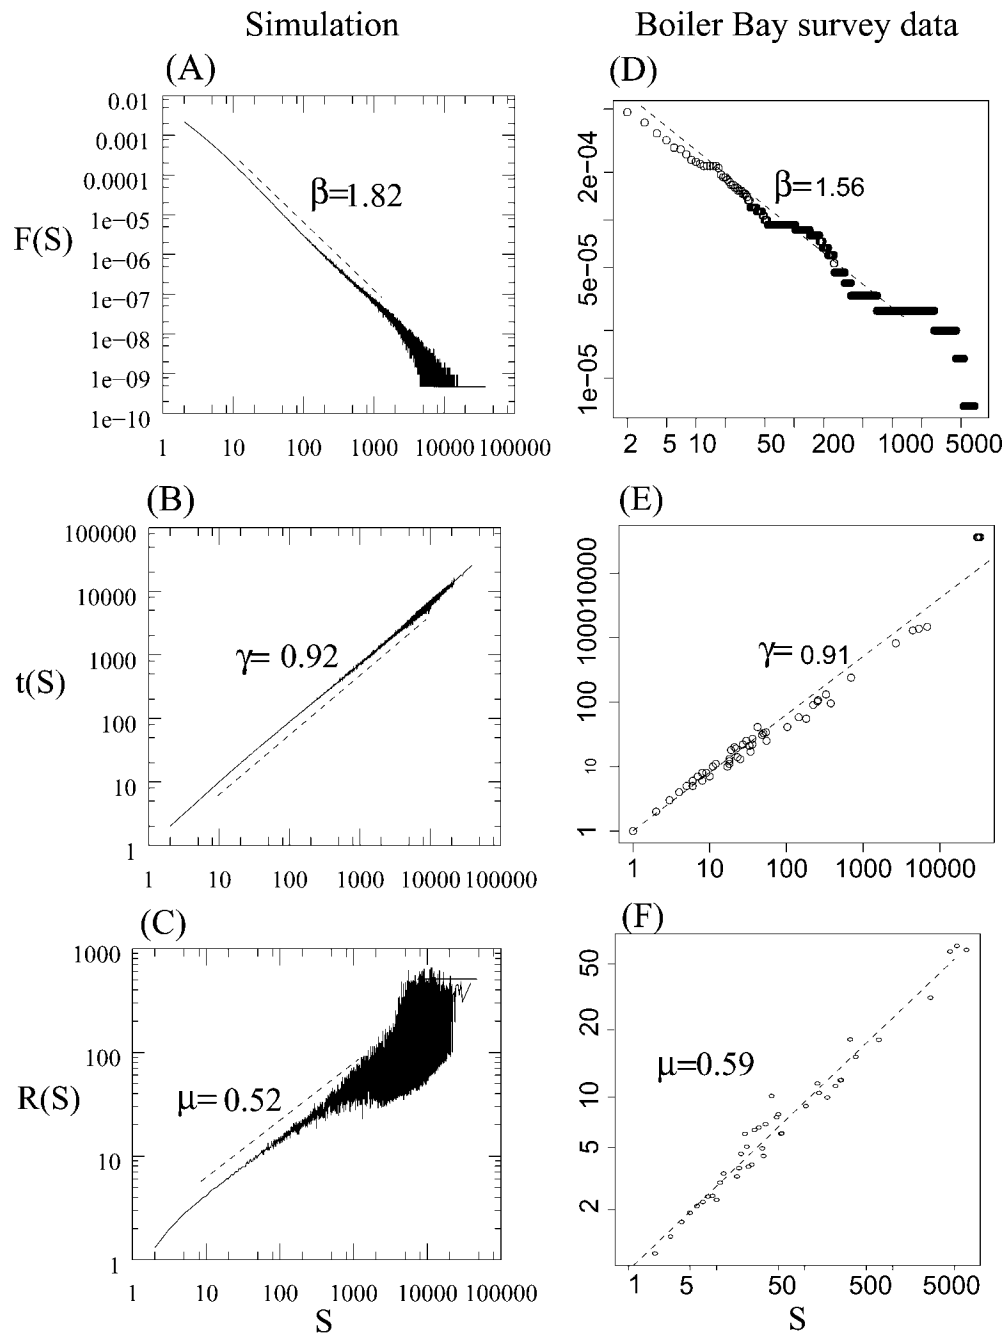 Simulation
Boiler Bay survey data
(A)
0.01
0.001
0.0001
1e-05
1e-06
1e-07
1e-08
1e-09
1e-10
F(S)
β=1.82
1 10 100 1000 10000 100000
(D)
2e-04
5e-05
1e-05
β=1.56
2 5 10 50 200 1000 5000
(B)
100000
10000
1000
100
10
1
t(S)
γ= 0.92
1 10 100 1000 10000 100000
(E)
10000
1000
100
10
1
γ= 0.91
1 10 100 1000 10000
(C)
1000
100
10
1
R(S)
μ= 0.52
1 10 100 1000 10000 100000
S
(F)
50
20
10
5
2
μ=0.59
1 5 50 500 5000
S